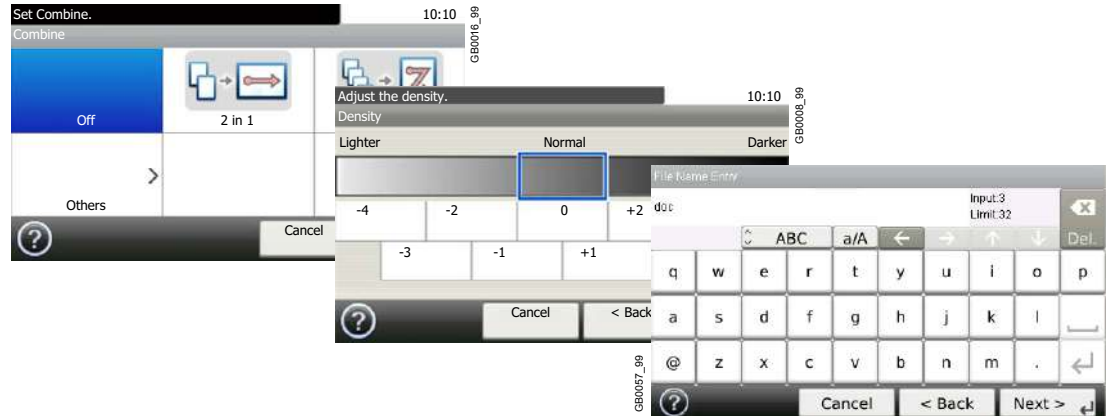 Set Combine.
10:10
Combine
Off
2 in 1
Others
Cancel
GB0016_99
Adjust the density.
10:10
Density
Lighter
Normal
Darker
-4
-2
0
+2
-3
-1
+1
Cancel
< Back
GB0008_99
File Name Entry
doc
Input:3
Limit:32
ABC
a/A
Del.
q w e r t y u i o p
a s d f g h j k l
@ z x c v b n m .
Cancel
< Back
Next >
GB0057_99